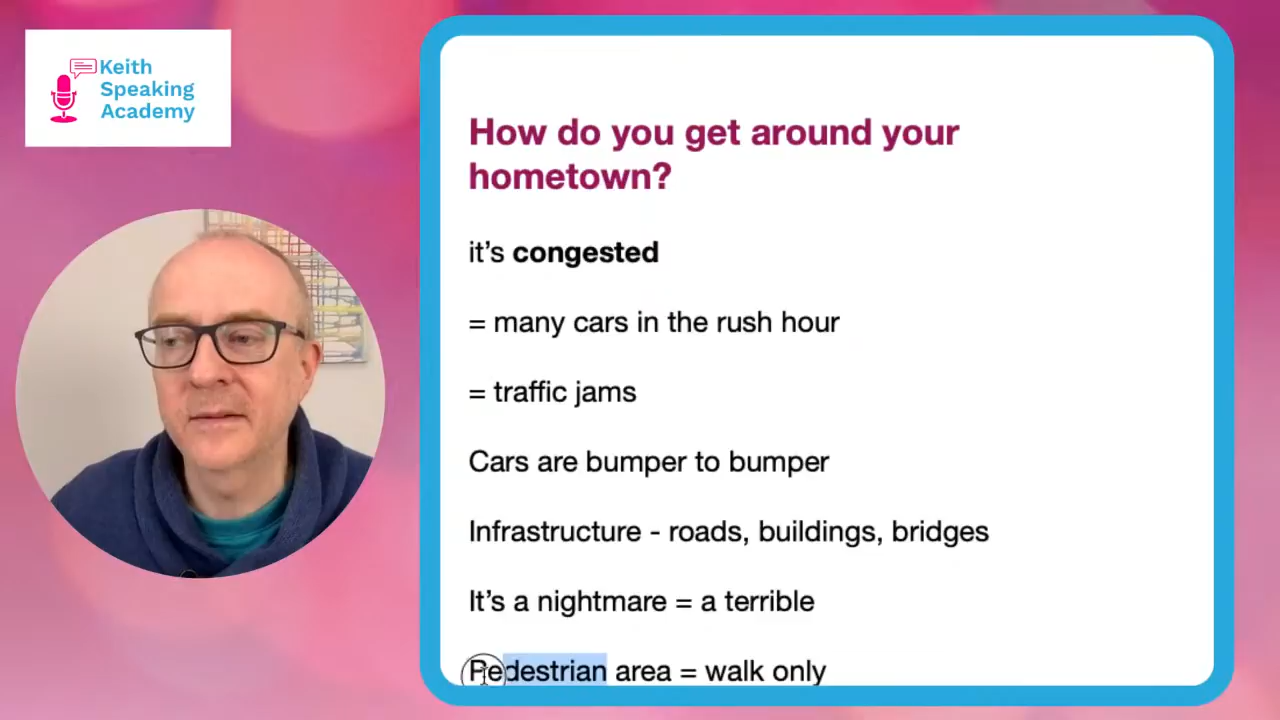 Keith
Speaking
Academy
How do you get around your
hometown?
it's congested
= many cars in the rush hour
= traffic jams
Cars are bumper to bumper
Infrastructure - roads, buildings, bridges
It's a nightmare = a terrible
Pedestrian area = walk only